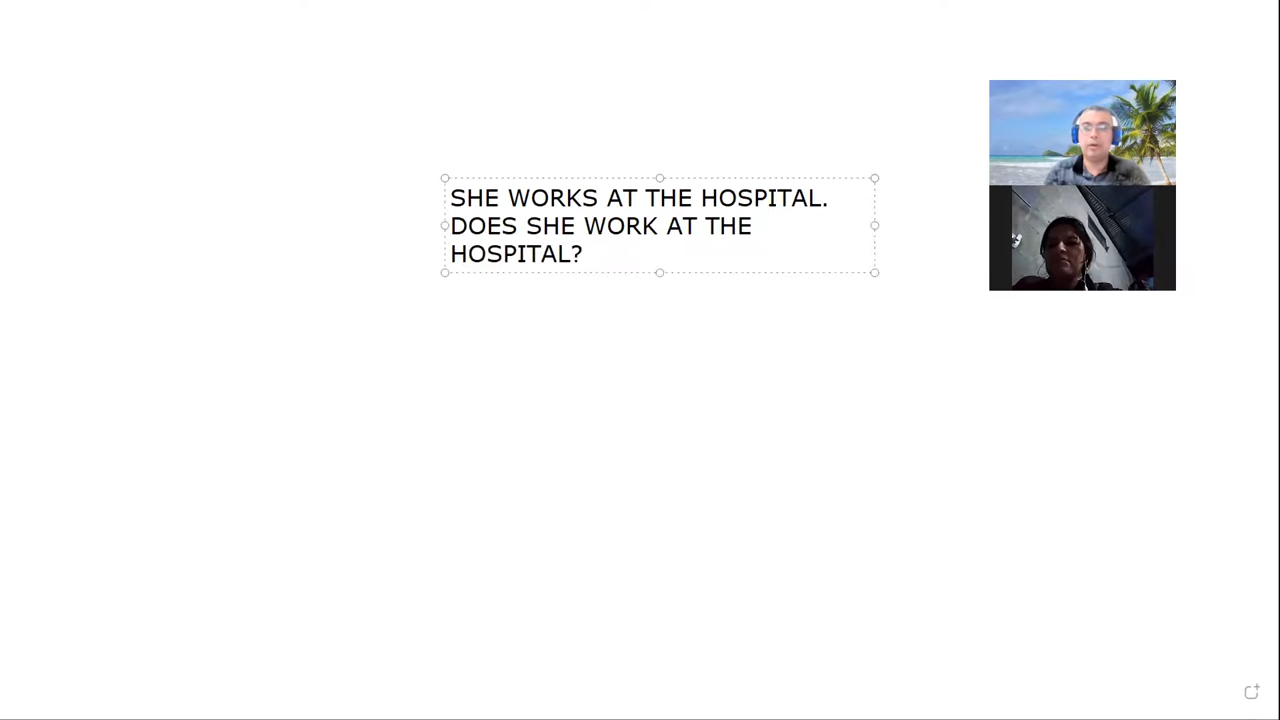 SHE WORKS AT THE HOSPITAL.
DOES SHE WORK AT THE
HOSPITAL?